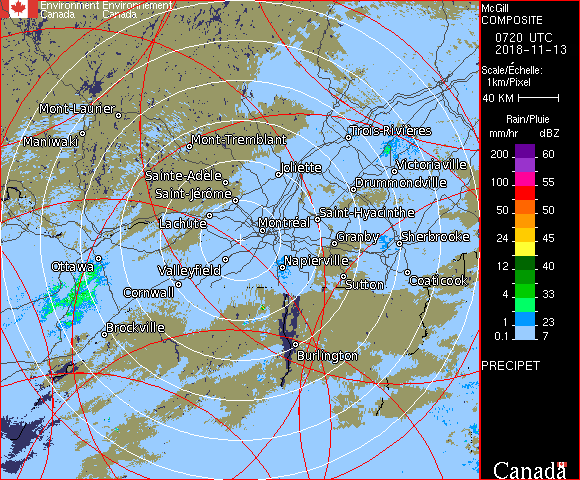 Environment Environnement
Canada Canada
McGill
COMPOSITE
0720 UTC
2018-11-13
Scale/Échelle:
1km/Pixel
40 KM
Rain/Pluie
mm/hr dBZ
200 60
100 55
50 50
24 45
12 40
4 33
1 23
0.1 7
PRECIPET
Canada
Mont-Laurier
Maniwaki
Mont-Tremblant
Trois-Rivières
Joliette
Victoriaville
Sainte-Adèle
Drummondville
Saint-Jérôme
Saint-Hyacinthe
Lachute
Montréal
Granby
Sherbrooke
Ottawa
Valleyfield
Napierville
Coaticook
Sutton
Cornwall
Brockville
Burlington